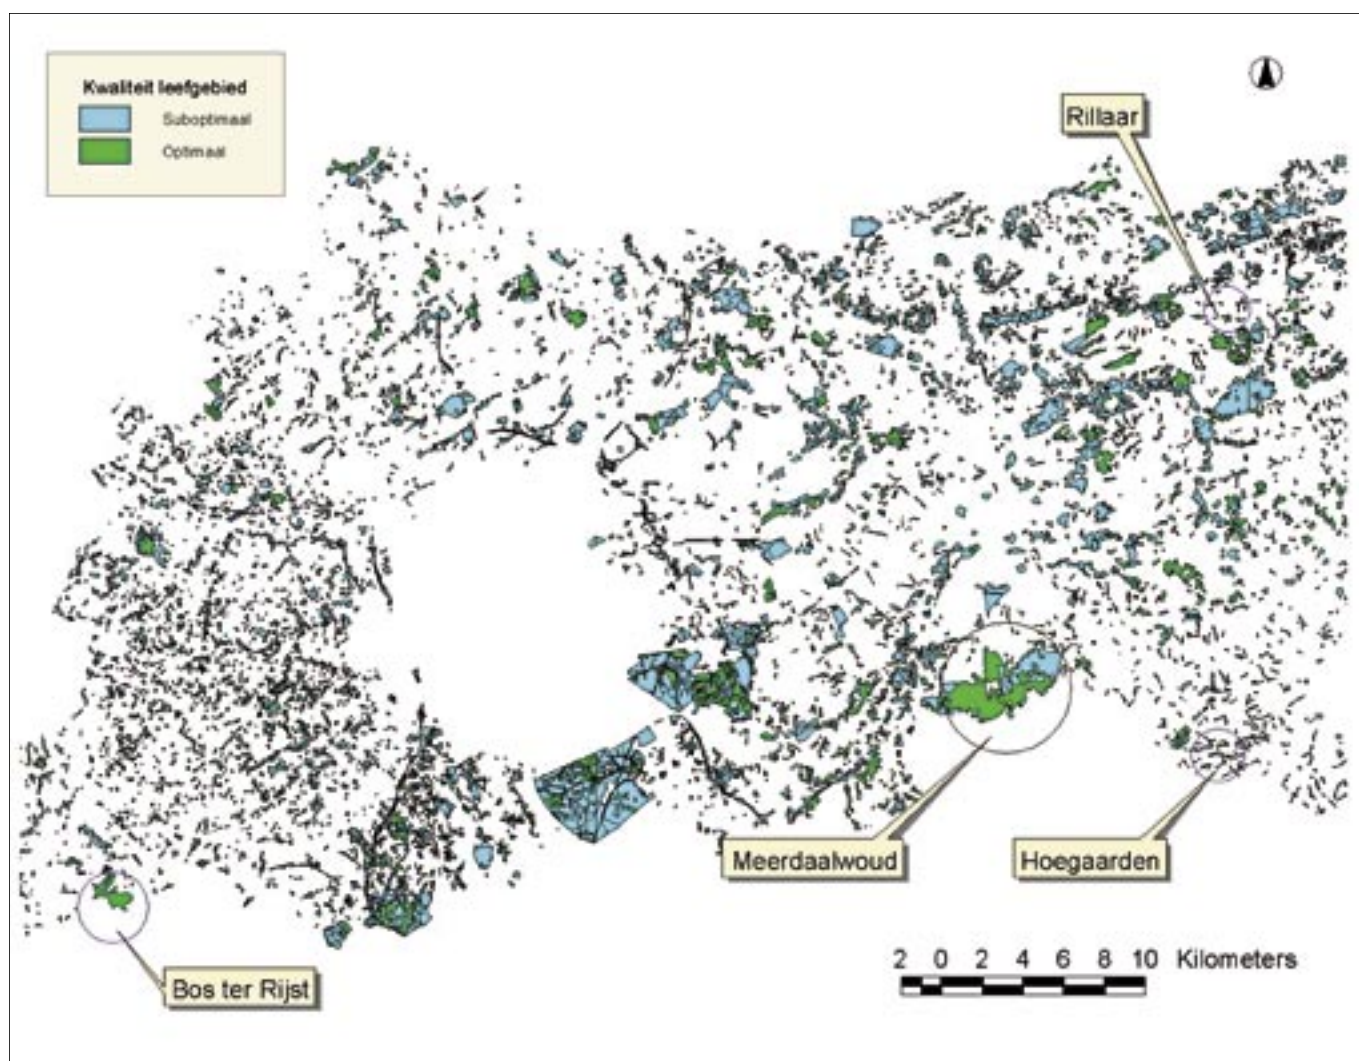 Kwaliteit leefgebied
Suboptimaal
Optimaal
Rillaar
Meerdaalwoud
Hoegaarden
Bos ter Rijst
2 0 2 4 6 8 10 Kilometers